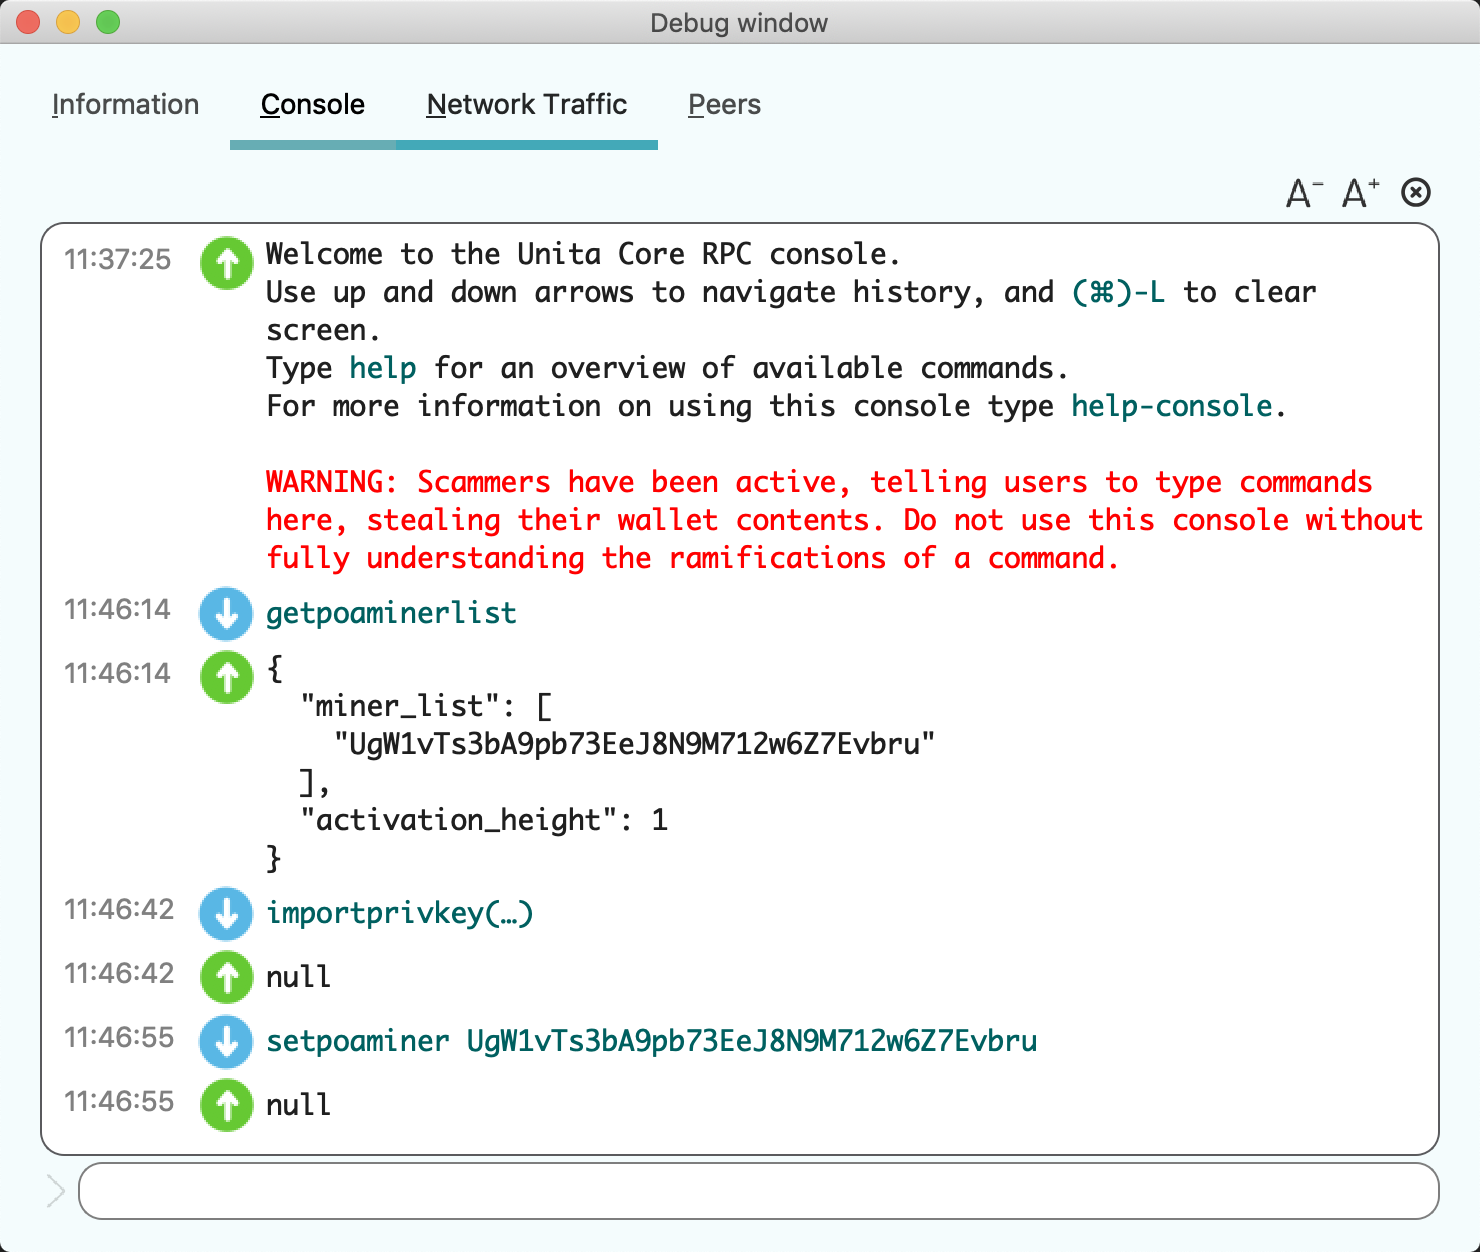 Debug window
Information Console Network Traffic Peers
A- A+
11:37:25 Welcome to the Unita Core RPC console.
Use up and down arrows to navigate history, and (⌘)-L to clear
screen.
Type help for an overview of available commands.
For more information on using this console type help-console.
WARNING: Scammers have been active, telling users to type commands
here, stealing their wallet contents. Do not use this console without
fully understanding the ramifications of a command.
11:46:14 getpoaminerlist
11:46:14 {
"miner_list": [
"UgW1vTs3bA9pb73EeJ8N9M712w6Z7Evbru"
],
"activation_height": 1
}
11:46:42 importprivkey(…)
11:46:42 null
11:46:55 setpoaminer UgW1vTs3bA9pb73EeJ8N9M712w6Z7Evbru
11:46:55 null